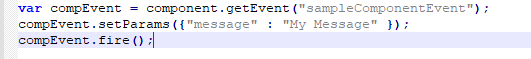 var compEvent = component.getEvent("sampleComponentEvent");
compEvent.setParams({"message" : "My Message" });
compEvent.fire();